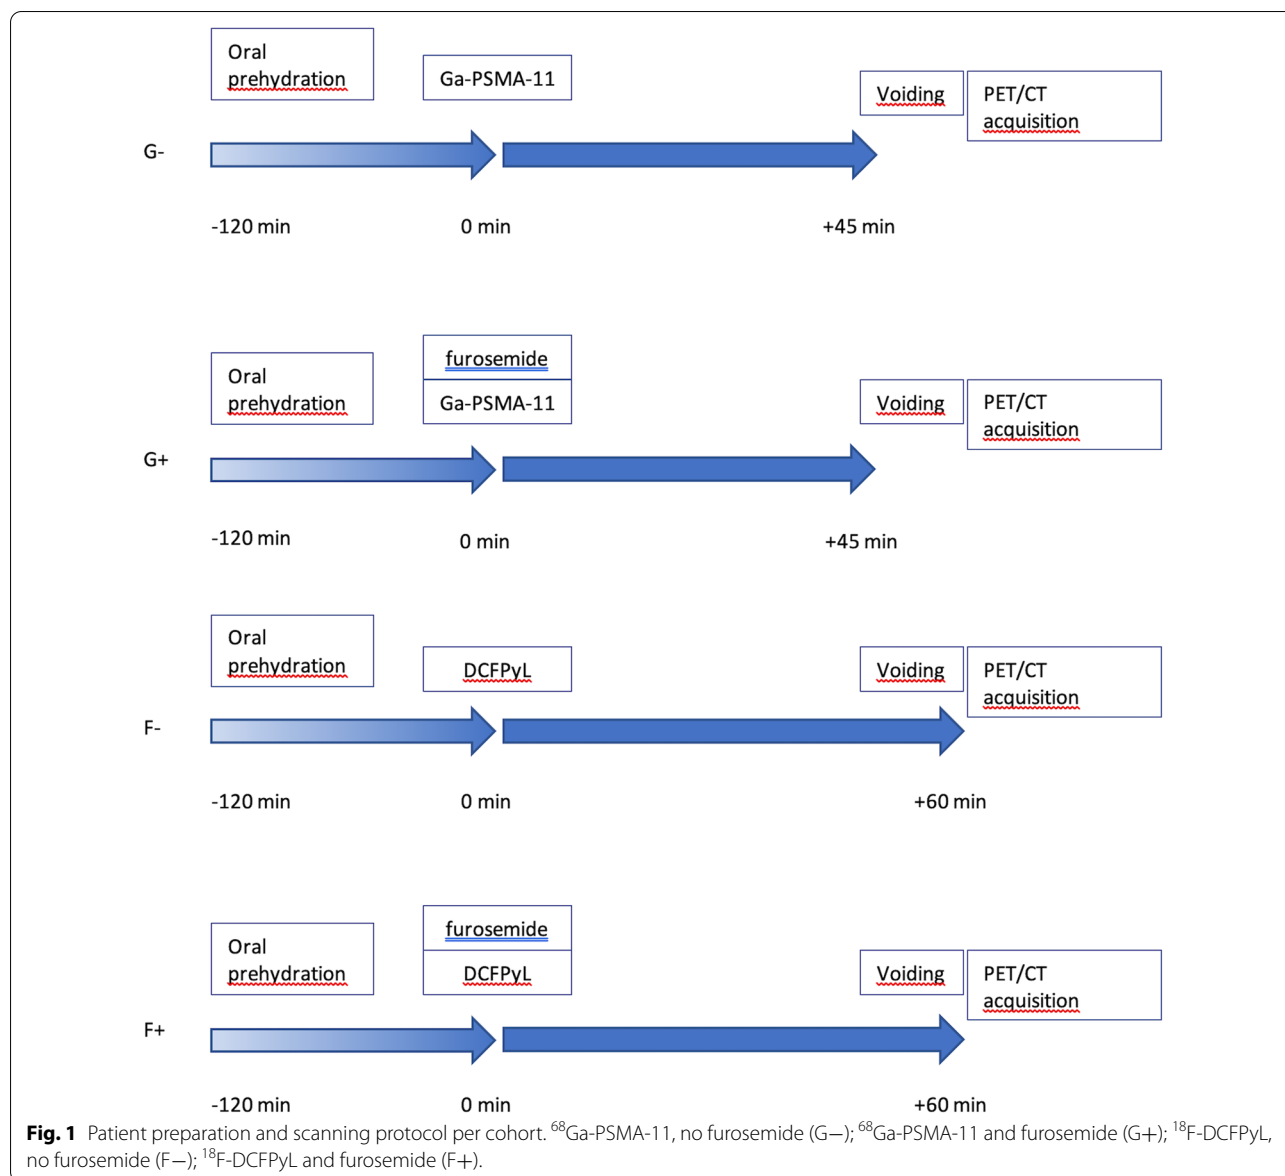 Oral
prehydration
Ga-PSMA-11
Voiding
PET/CT
acquisition
G-
-120 min
0 min
+45 min
Oral
prehydration
furosemide
Ga-PSMA-11
Voiding
PET/CT
acquisition
G+
-120 min
0 min
+45 min
Oral
prehydration
DCFPyL
Voiding
PET/CT
acquisition
F-
-120 min
0 min
+60 min
Oral
prehydration
furosemide
DCFPyL
Voiding
PET/CT
acquisition
F+
-120 min
0 min
+60 min
Fig. 1 Patient preparation and scanning protocol per cohort. ⁶⁸Ga-PSMA-11, no furosemide (G−); ⁶⁸Ga-PSMA-11 and furosemide (G+); ¹⁸F-DCFPyL,
no furosemide (F−); ¹⁸F-DCFPyL and furosemide (F+).